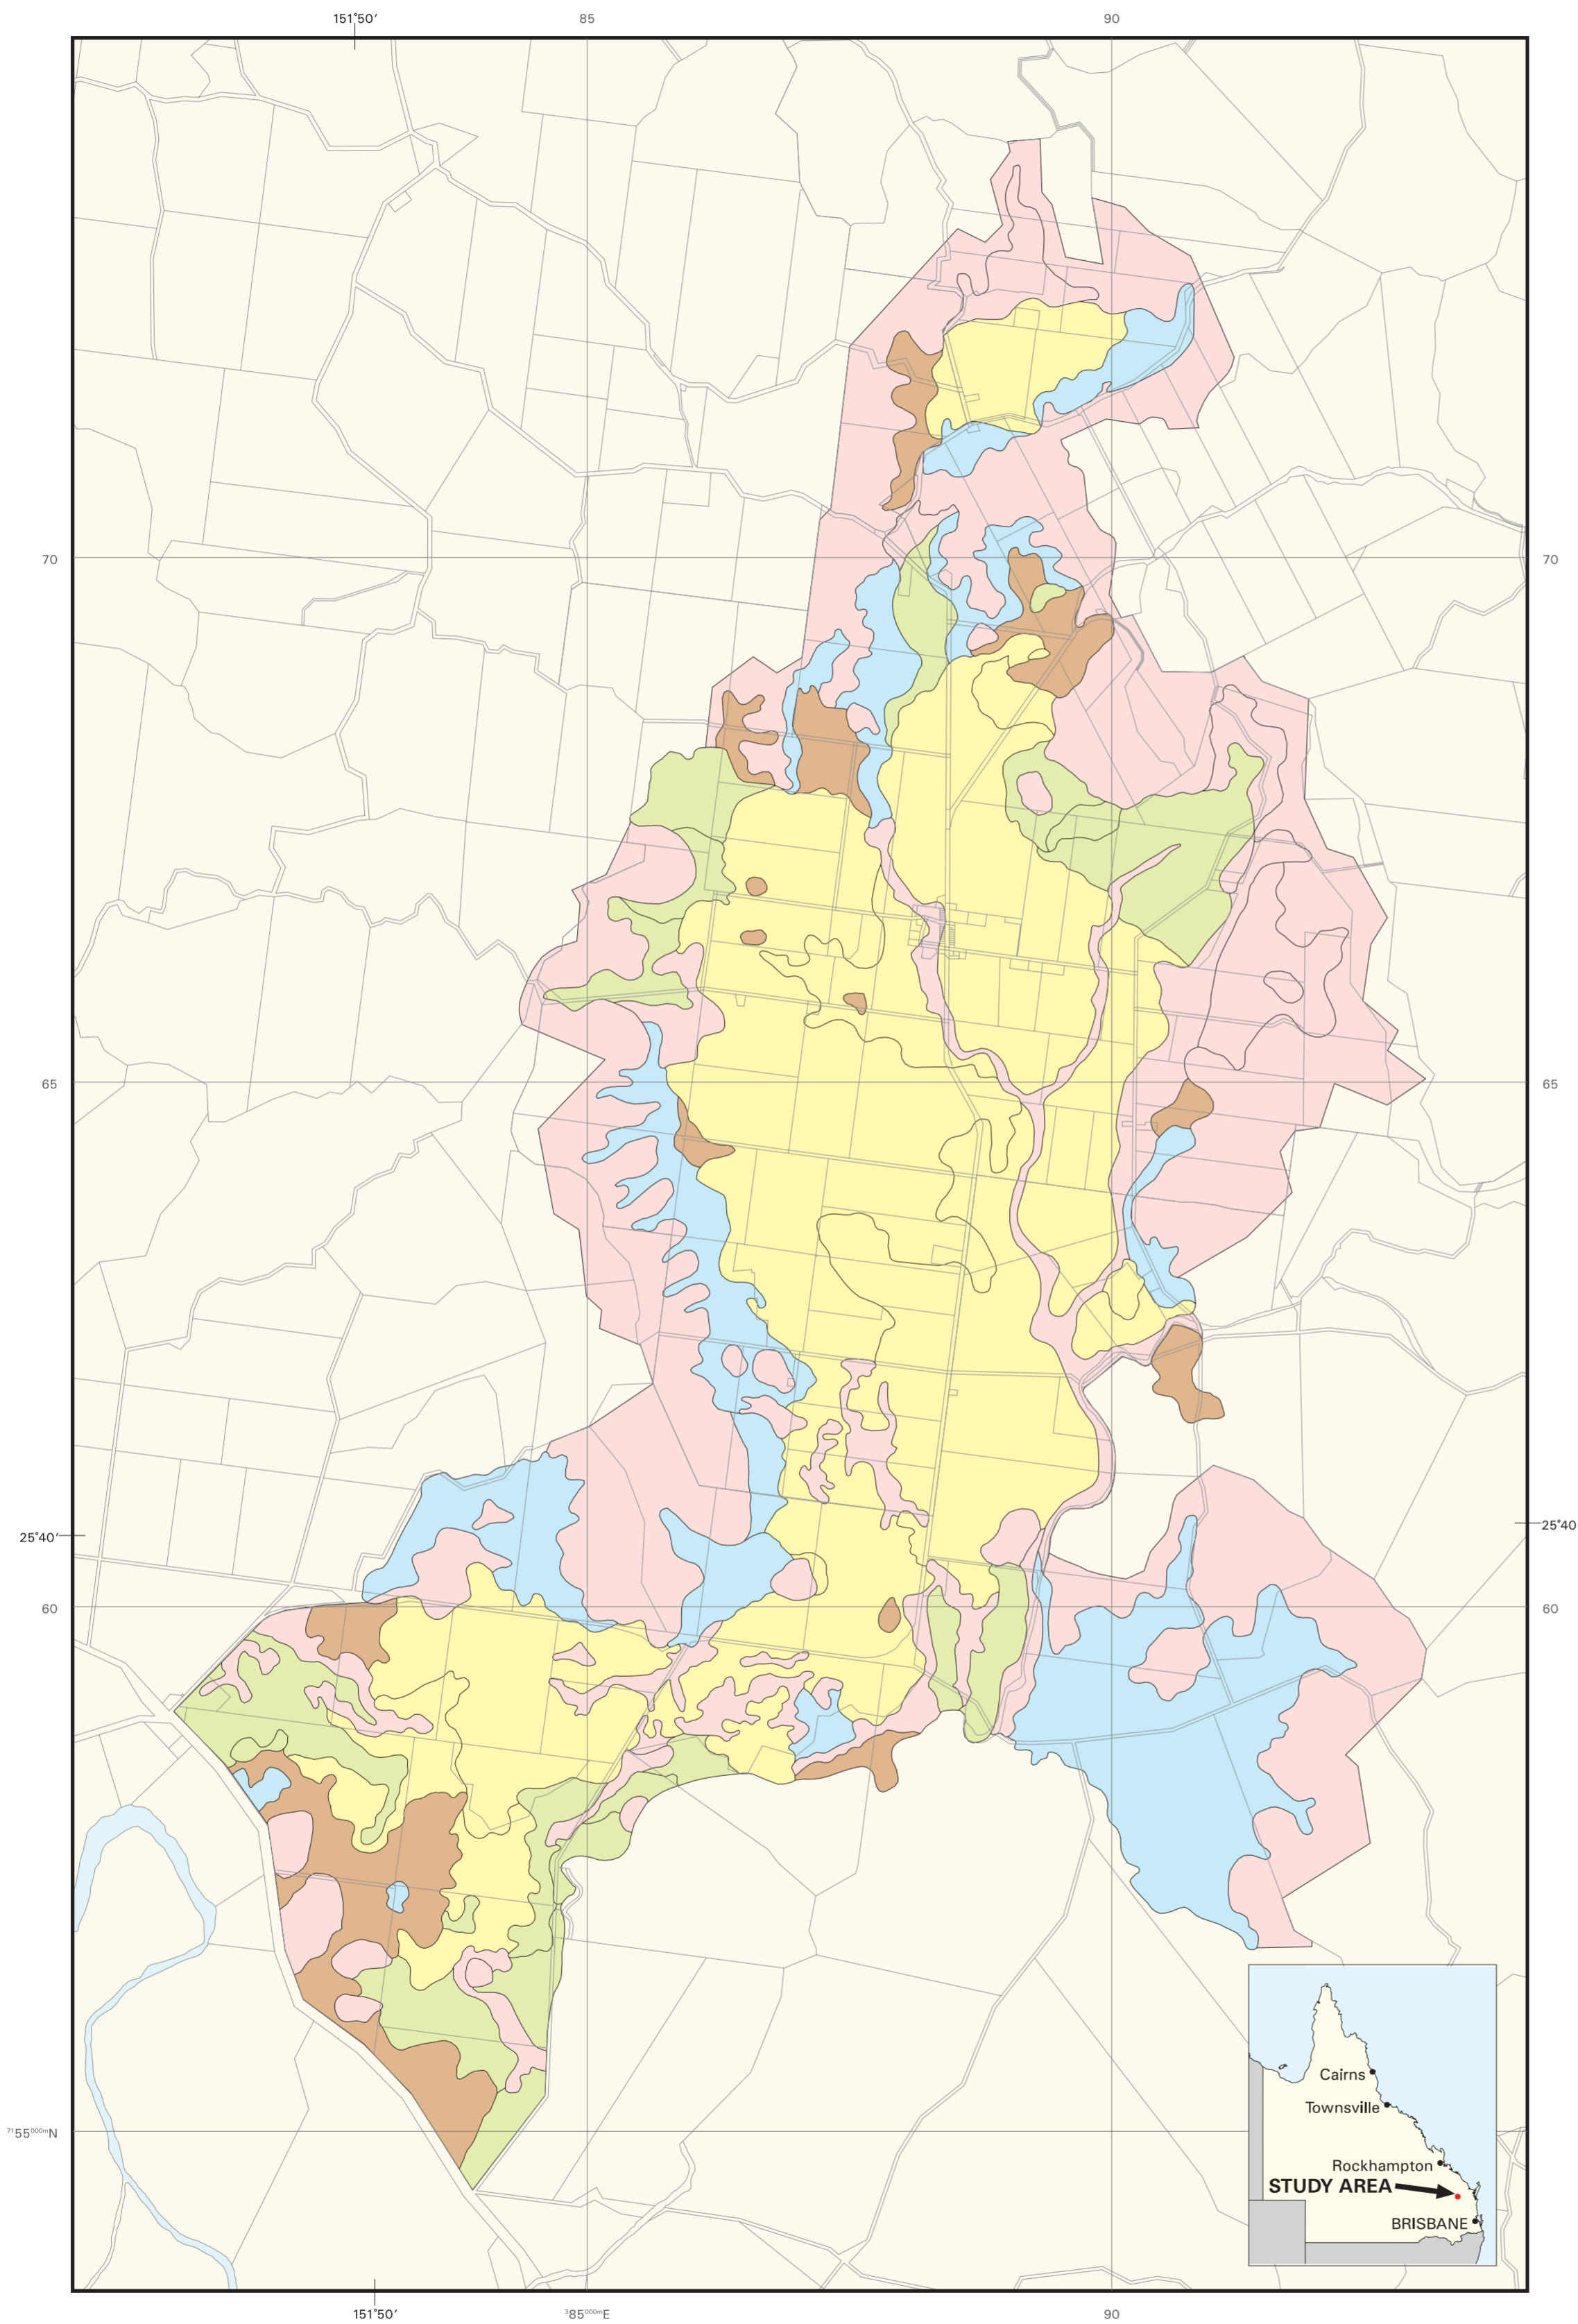 151°50′ 85 90
70 70
65 65
25°40′ 25°40
60 60
7155000mN
Cairns
Townsville
Rockhampton
STUDY AREA
BRISBANE
151°50′ 385000mE 90